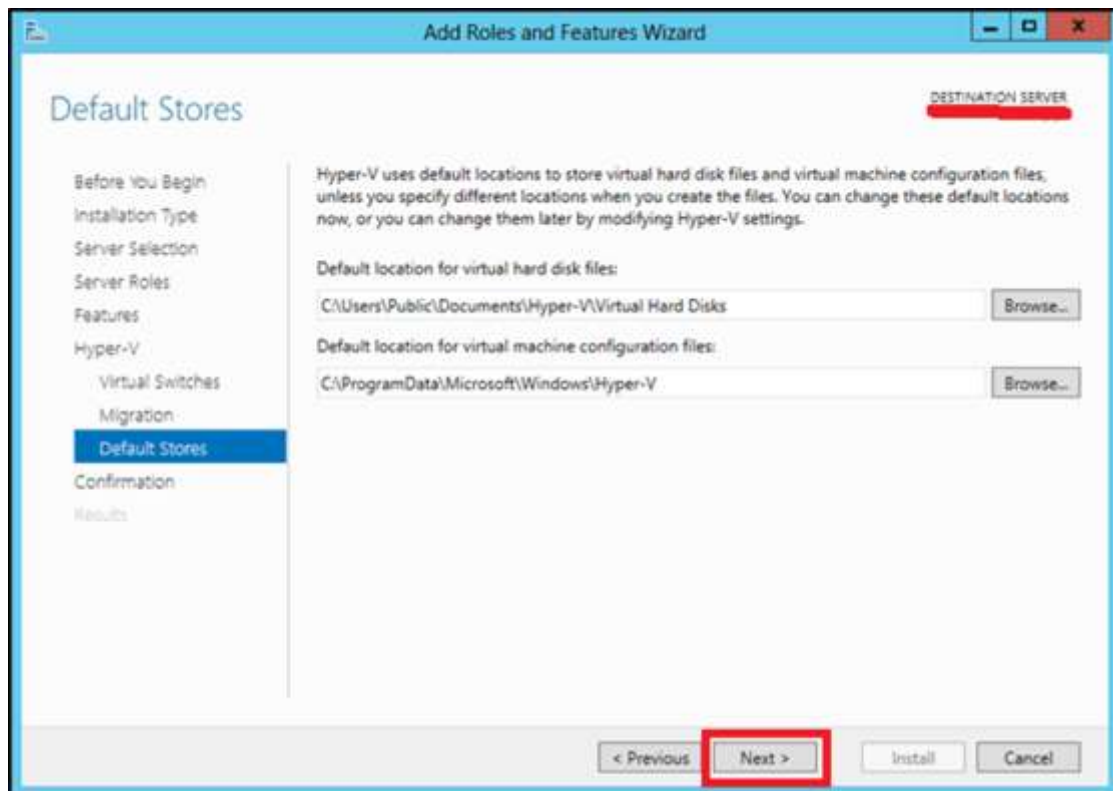 Add Roles and Features Wizard
Default Stores
DESTINATION SERVER
Before You Begin
Installation Type
Server Selection
Server Roles
Features
Hyper-V
Virtual Switches
Migration
Default Stores
Confirmation
Results
Hyper-V uses default locations to store virtual hard disk files and virtual machine configuration files,
unless you specify different locations when you create the files. You can change these default locations
now, or you can change them later by modifying Hyper-V settings.
Default location for virtual hard disk files:
C:\Users\Public\Documents\Hyper-V\Virtual Hard Disks
Browse...
Default location for virtual machine configuration files:
C:\ProgramData\Microsoft\Windows\Hyper-V
Browse...
< Previous
Next >
Install
Cancel